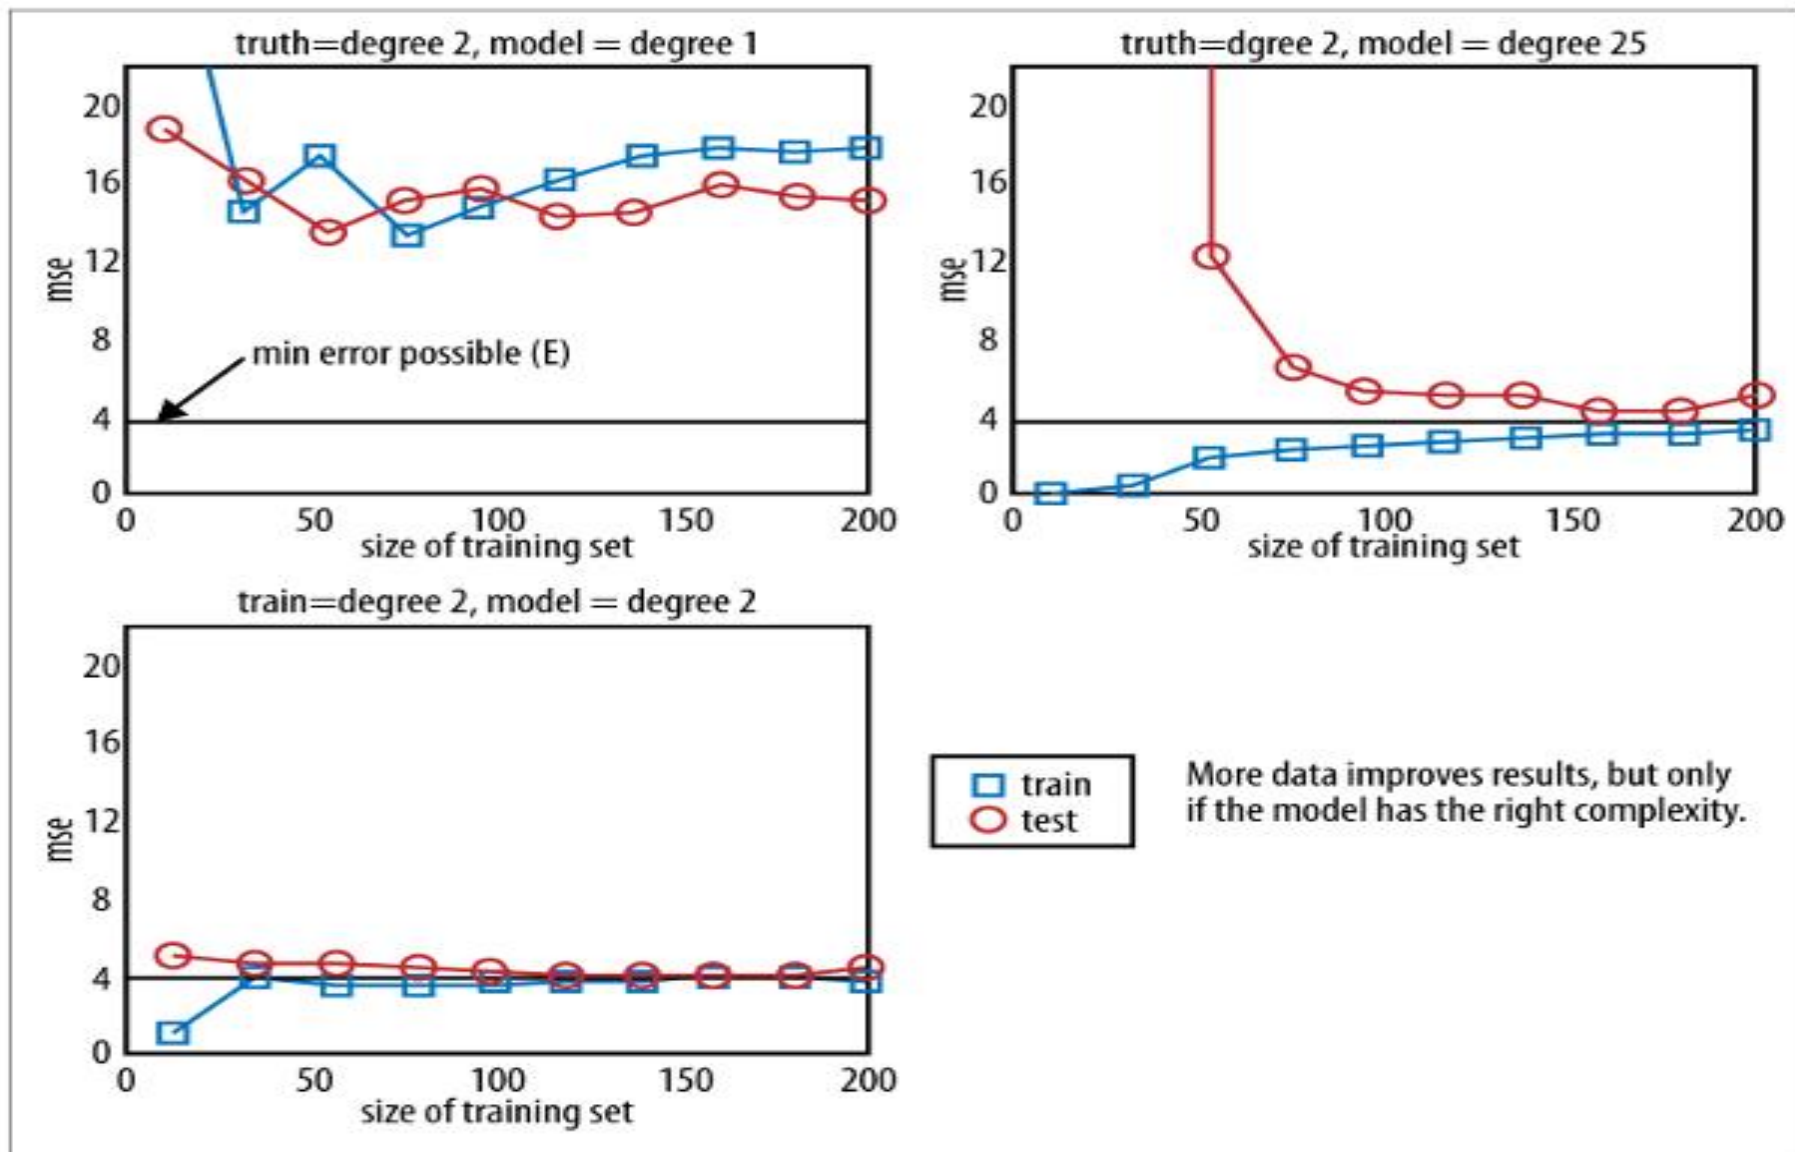 truth=degree 2, model = degree 1
20
16
12
8
4
0
mse
min error possible (E)
0 50 100 150 200
size of training set
truth=dgree 2, model = degree 25
20
16
12
8
4
0
mse
0 50 100 150 200
size of training set
train=degree 2, model = degree 2
20
16
12
8
4
0
mse
0 50 100 150 200
size of training set
train
test
More data improves results, but only
if the model has the right complexity.